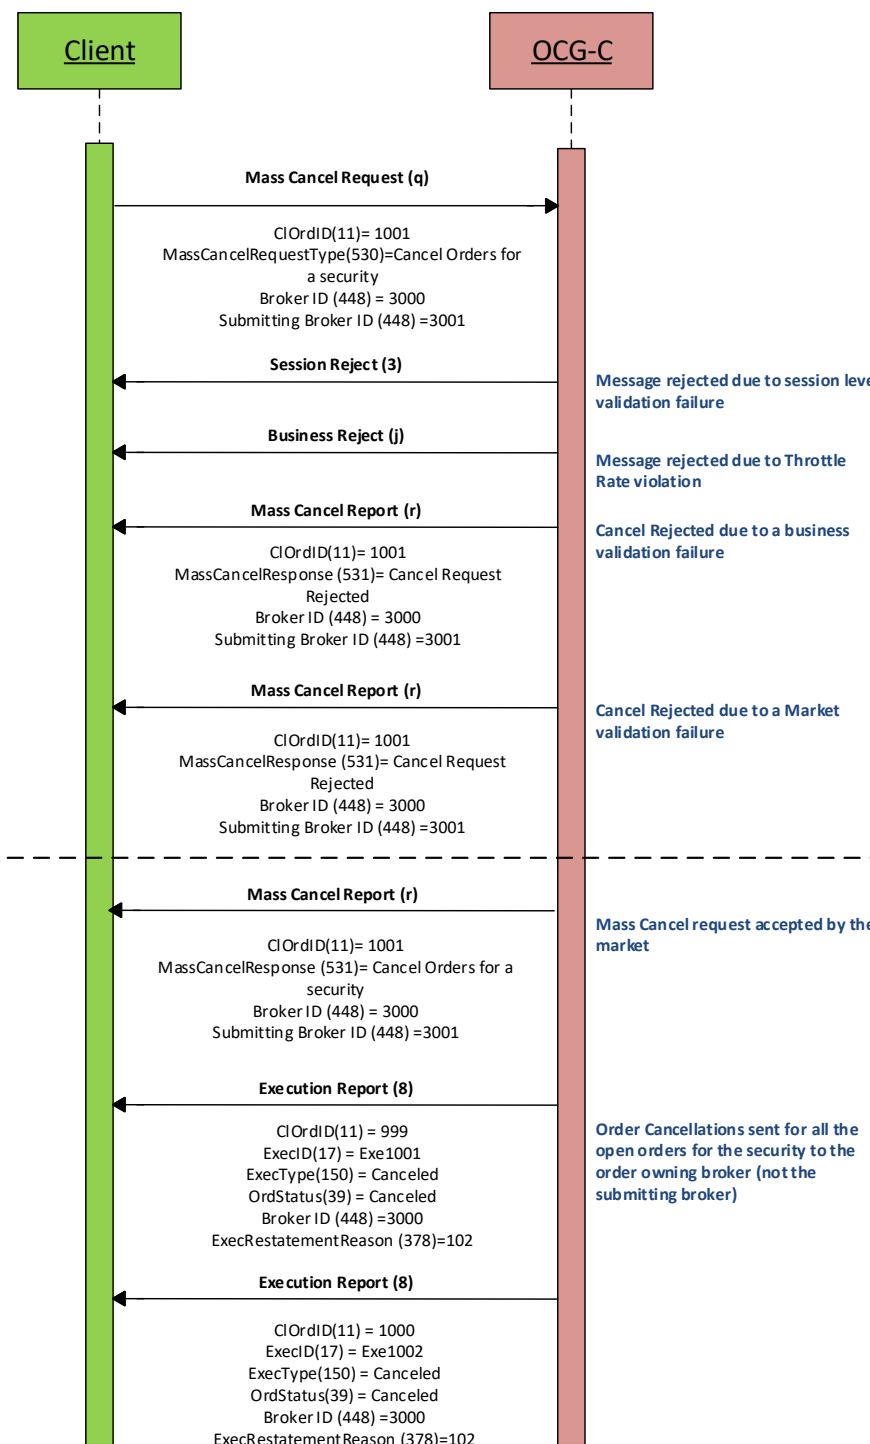 Client
OCG-C
Mass Cancel Request (q)
ClOrdID(11)= 1001
MassCancelRequestType(530)=Cancel Orders for
a security
Broker ID (448) = 3000
Submitting Broker ID (448) =3001
Session Reject (3)
Message rejected due to session leve
validation failure
Business Reject (j)
Message rejected due to Throttle
Rate violation
Mass Cancel Report (r)
Cancel Rejected due to a business
validation failure
ClOrdID(11)= 1001
MassCancelResponse (531)= Cancel Request
Rejected
Broker ID (448) = 3000
Submitting Broker ID (448) =3001
Mass Cancel Report (r)
Cancel Rejected due to a Market
validation failure
ClOrdID(11)= 1001
MassCancelResponse (531)= Cancel Request
Rejected
Broker ID (448) = 3000
Submitting Broker ID (448) =3001
Mass Cancel Report (r)
Mass Cancel request accepted by the
market
ClOrdID(11)= 1001
MassCancelResponse (531)= Cancel Orders for a
security
Broker ID (448) = 3000
Submitting Broker ID (448) =3001
Execution Report (8)
Order Cancellations sent for all the
open orders for the security to the
order owning broker (not the
submitting broker)
ClOrdID(11) = 999
ExecID(17) = Exe1001
ExecType(150) = Canceled
OrdStatus(39) = Canceled
Broker ID (448) =3000
ExecRestatementReason (378)=102
Execution Report (8)
ClOrdID(11) = 1000
ExecID(17) = Exe1002
ExecType(150) = Canceled
OrdStatus(39) = Canceled
Broker ID (448) =3000
ExecRestatementReason (378)=102